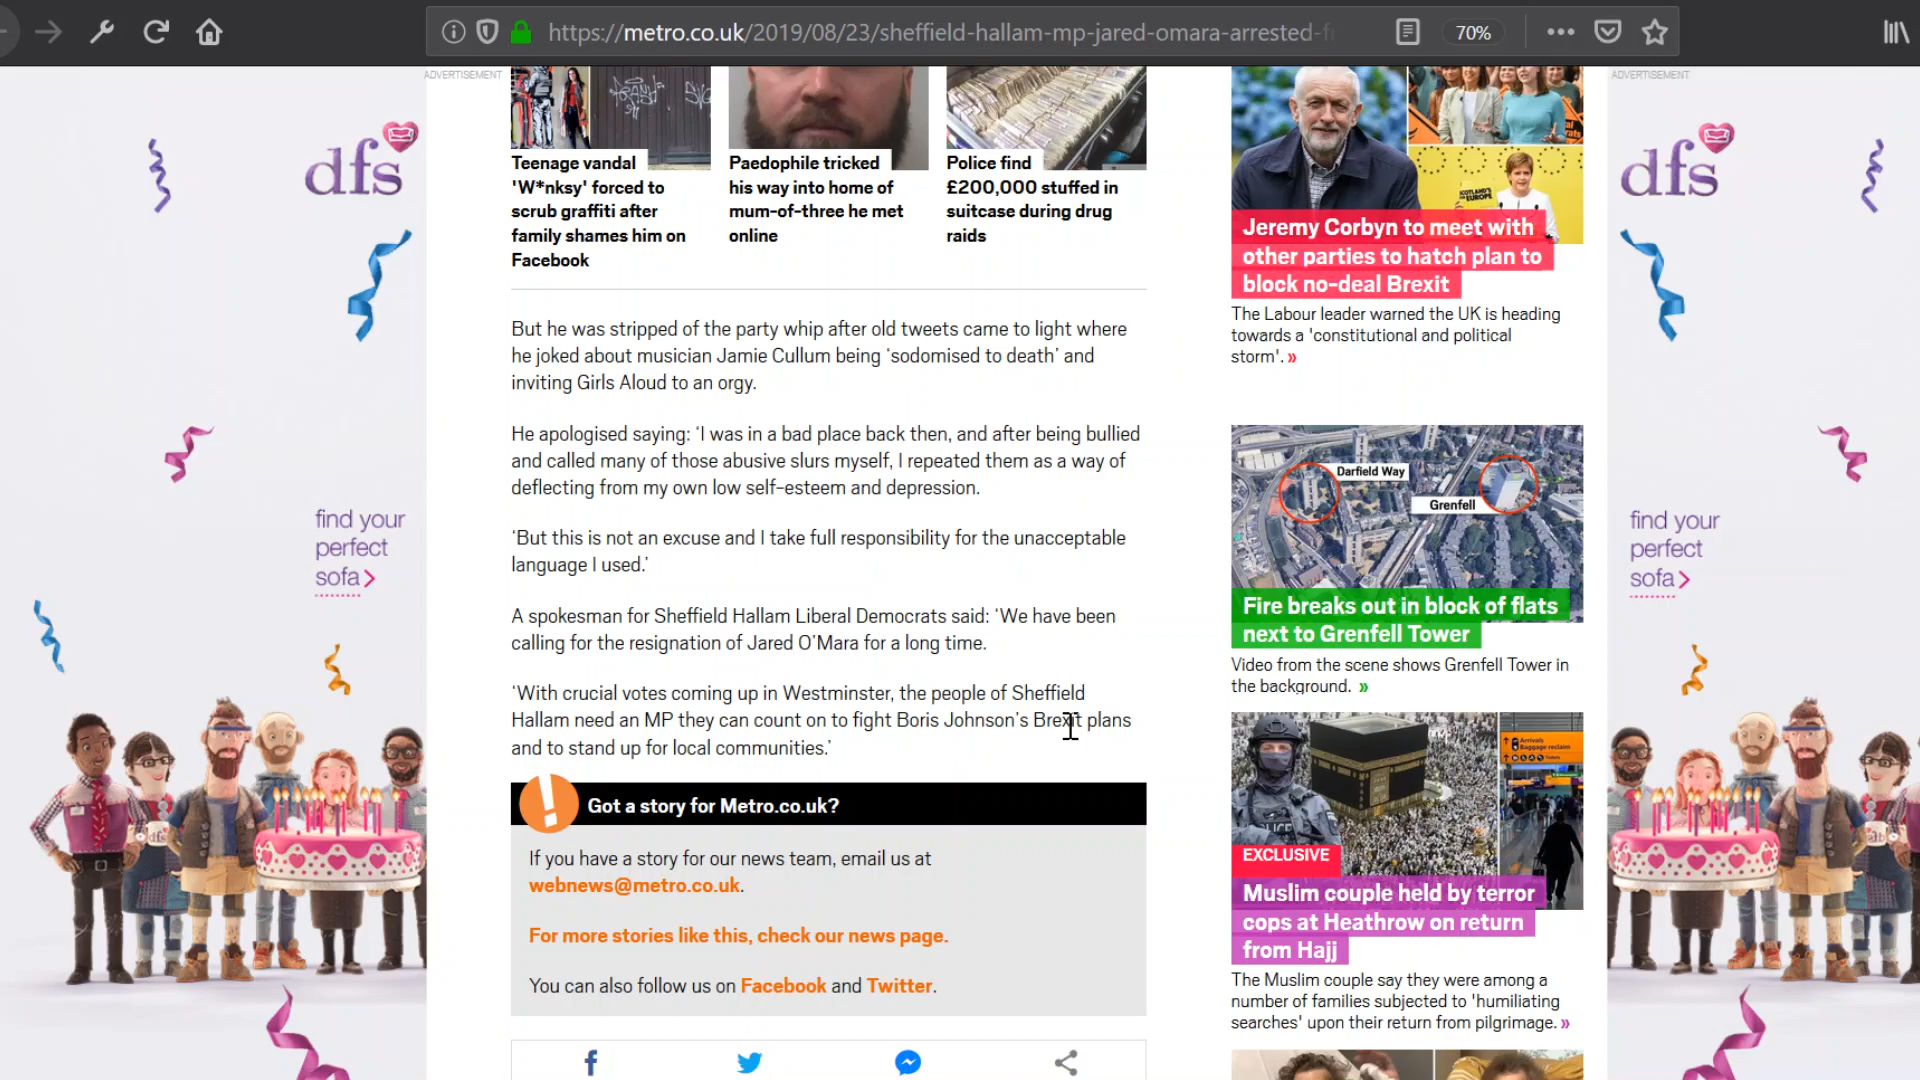 https://metro.co.uk/2019/08/23/sheffield-hallam-mp-jared-omara-arrested-f
70%
ADVERTISEMENT
ADVERTISEMENT
dfs
find your
perfect
sofa
Teenage vandal
'W*nksy' forced to
scrub graffiti after
family shames him on
Facebook
Paedophile tricked
his way into home of
mum-of-three he met
online
Police find
£200,000 stuffed in
suitcase during drug
raids
But he was stripped of the party whip after old tweets came to light where
he joked about musician Jamie Cullum being ‘sodomised to death’ and
inviting Girls Aloud to an orgy.
He apologised saying: ‘I was in a bad place back then, and after being bullied
and called many of those abusive slurs myself, I repeated them as a way of
deflecting from my own low self-esteem and depression.
‘But this is not an excuse and I take full responsibility for the unacceptable
language I used.’
A spokesman for Sheffield Hallam Liberal Democrats said: ‘We have been
calling for the resignation of Jared O’Mara for a long time.
‘With crucial votes coming up in Westminster, the people of Sheffield
Hallam need an MP they can count on to fight Boris Johnson’s Brexit plans
and to stand up for local communities.’
Got a story for Metro.co.uk?
If you have a story for our news team, email us at
webnews@metro.co.uk.
For more stories like this, check our news page.
You can also follow us on Facebook and Twitter.
SCOTLAND'S
EUROPE
Jeremy Corbyn to meet with
other parties to hatch plan to
block no-deal Brexit
The Labour leader warned the UK is heading
towards a 'constitutional and political
storm'. »
Darfield Way
Grenfell
Fire breaks out in block of flats
next to Grenfell Tower
Video from the scene shows Grenfell Tower in
the background. »
Arrivals
Baggage reclaim
POLICE
EXCLUSIVE
Muslim couple held by terror
cops at Heathrow on return
from Hajj
The Muslim couple say they were among a
number of families subjected to 'humiliating
searches' upon their return from pilgrimage. »
dfs
find your
perfect
sofa